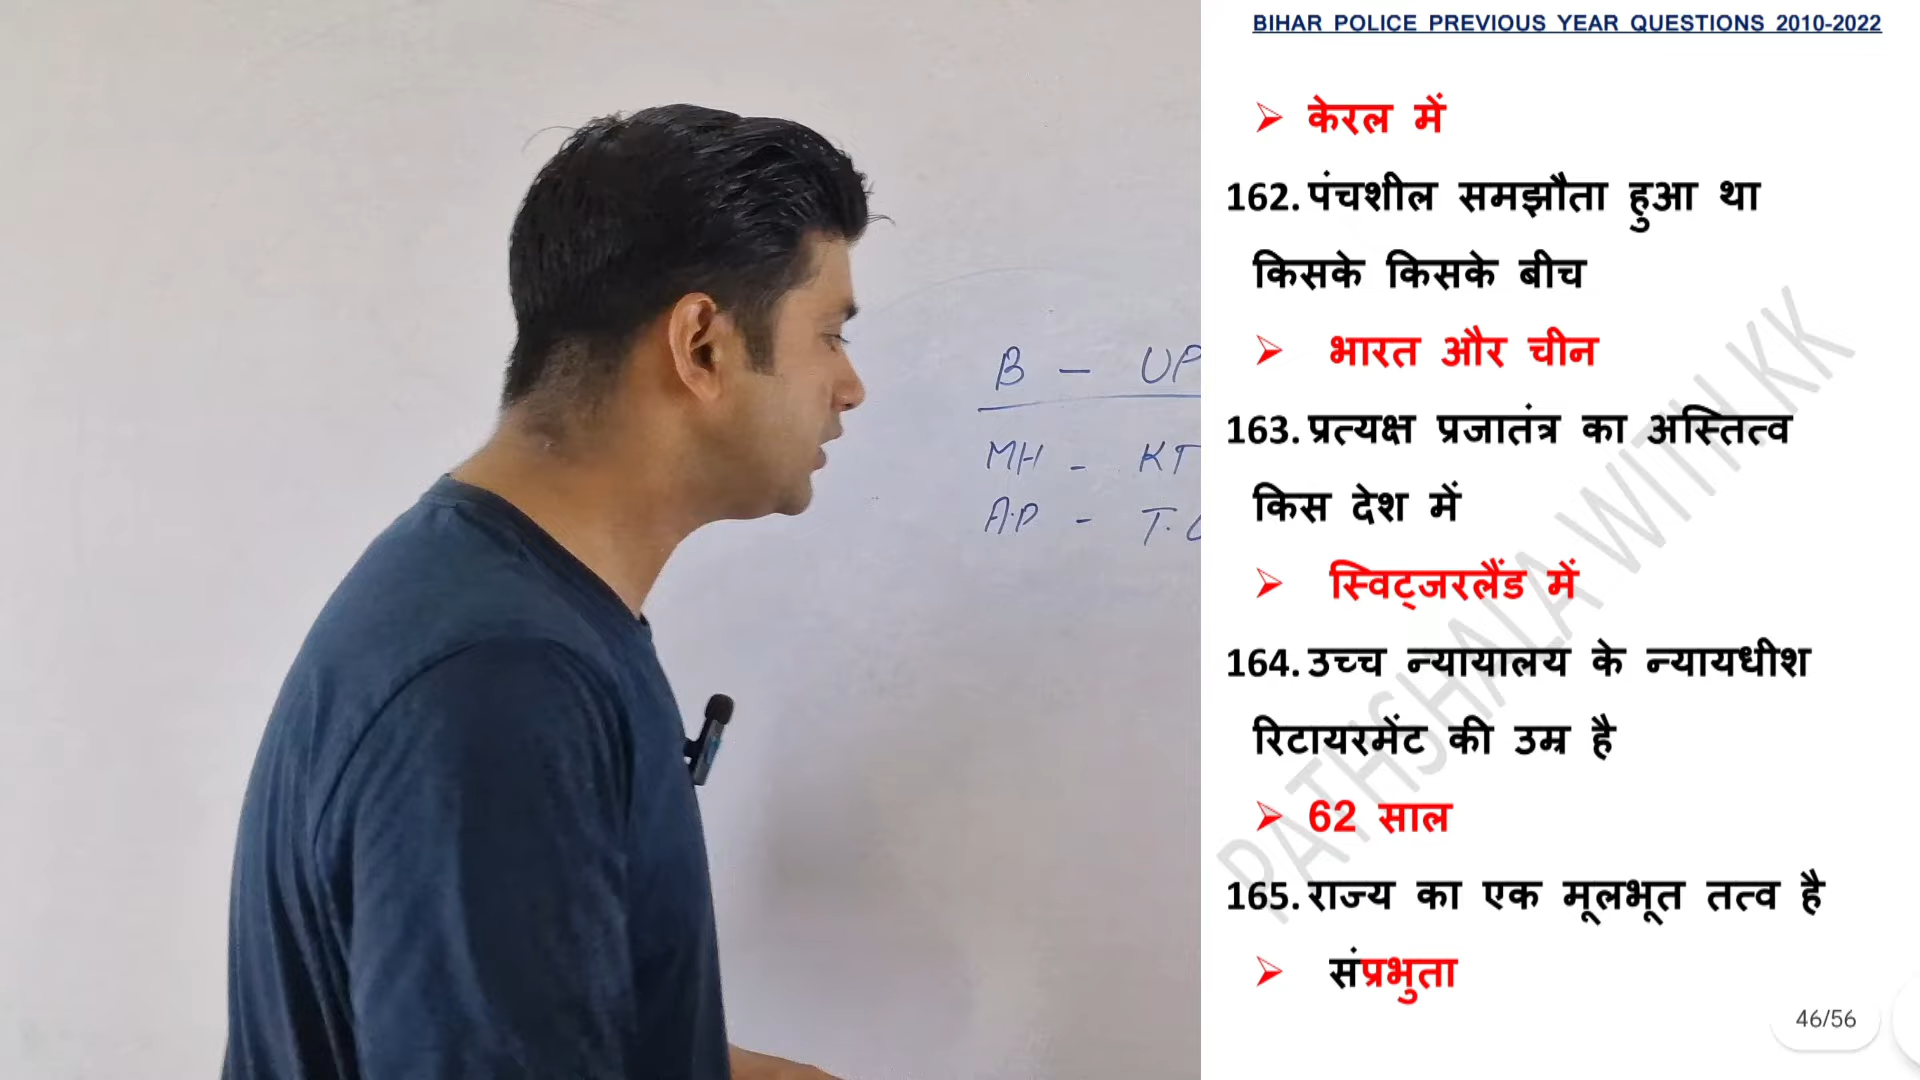 BIHAR POLICE PREVIOUS YEAR QUESTIONS 2010-2022
➢ केरल में
162. पंचशील समझौता हुआ था
किसके किसके बीच
➢ भारत और चीन
163. प्रत्यक्ष प्रजातंत्र का अस्तित्व
किस देश में
➢ स्विट्जरलैंड में
164. उच्च न्यायालय के न्यायधीश
रिटायरमेंट की उम्र है
➢ 62 साल
165. राज्य का एक मूलभूत तत्व है
➢ संप्रभुता
46/56
PATHSHALA WITH KK
B - UP
MH - KT
A.P - T.